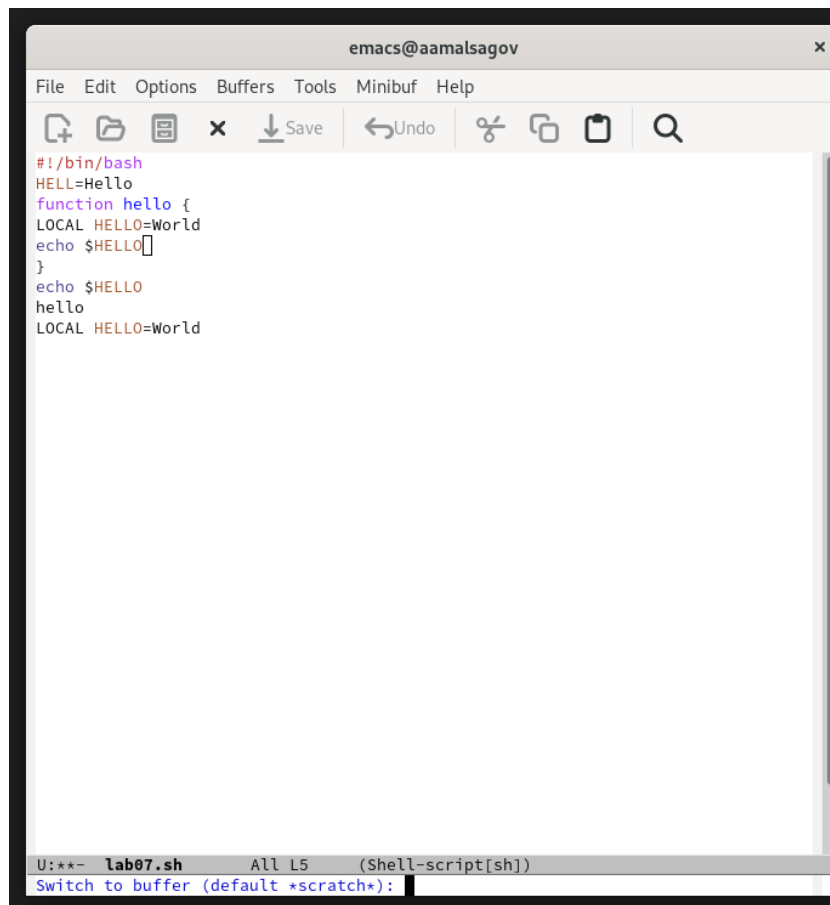 emacs@aamalsagov ×
File Edit Options Buffers Tools Minibuf Help
Save Undo
#!/bin/bash
HELL=Hello
function hello {
LOCAL HELLO=World
echo $HELLO
}
echo $HELLO
hello
LOCAL HELLO=World
U:**- lab07.sh All L5 (Shell-script[sh])
Switch to buffer (default *scratch*):